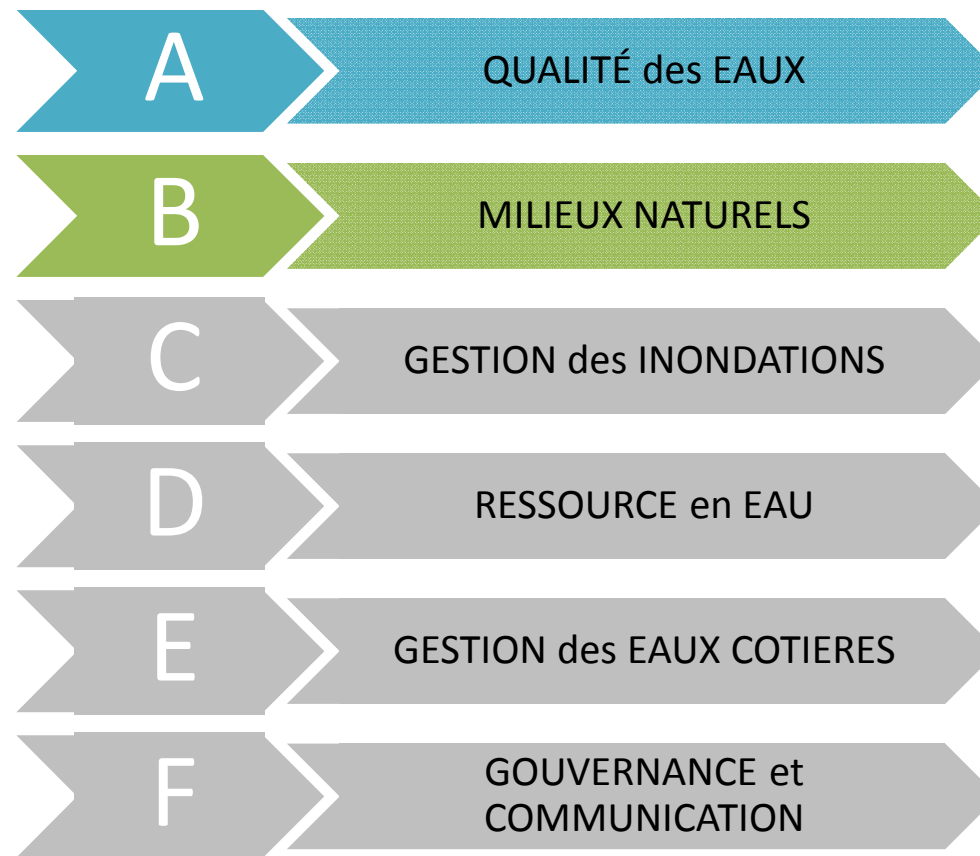 A
QUALITÉ des EAUX
B
MILIEUX NATURELS
C
GESTION des INONDATIONS
D
RESSOURCE en EAU
E
GESTION des EAUX COTIERES
F
GOUVERNANCE et
COMMUNICATION